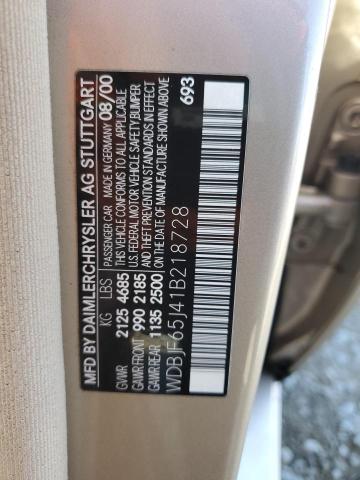 MFD BY DAIMLERCHRYSLER AG STUTTGART
KG LBS PASSENGER CAR MADE IN GERMANY 08/00
GVWR 2125 4685 THIS VEHICLE CONFORMS TO ALL APPLICABLE
U.S. FEDERAL MOTOR VEHICLE SAFETY BUMPER
GAWR FRONT 990 2185 AND THEFT PREVENTION STANDARDS IN EFFECT
GAWR REAR 1135 2500 ON THE DATE OF MANUFACTURE SHOWN ABOVE
WDBJF65J41B218728 693